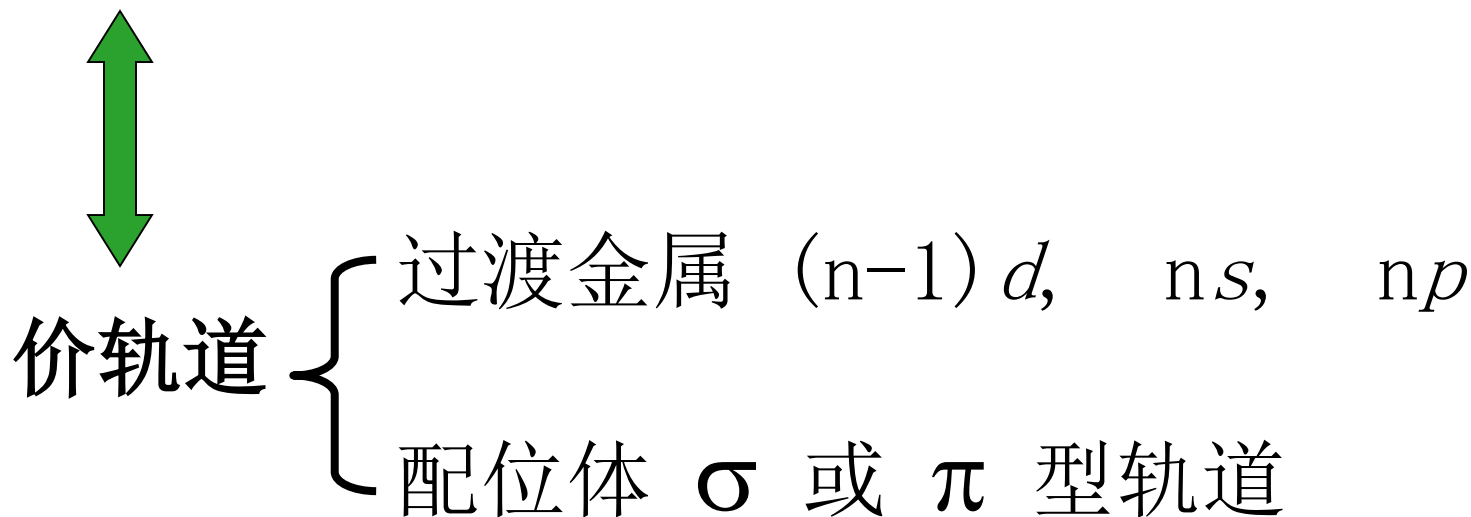 过渡金属 (n-1)d, ns, np
价轨道
配位体 σ 或 π 型轨道